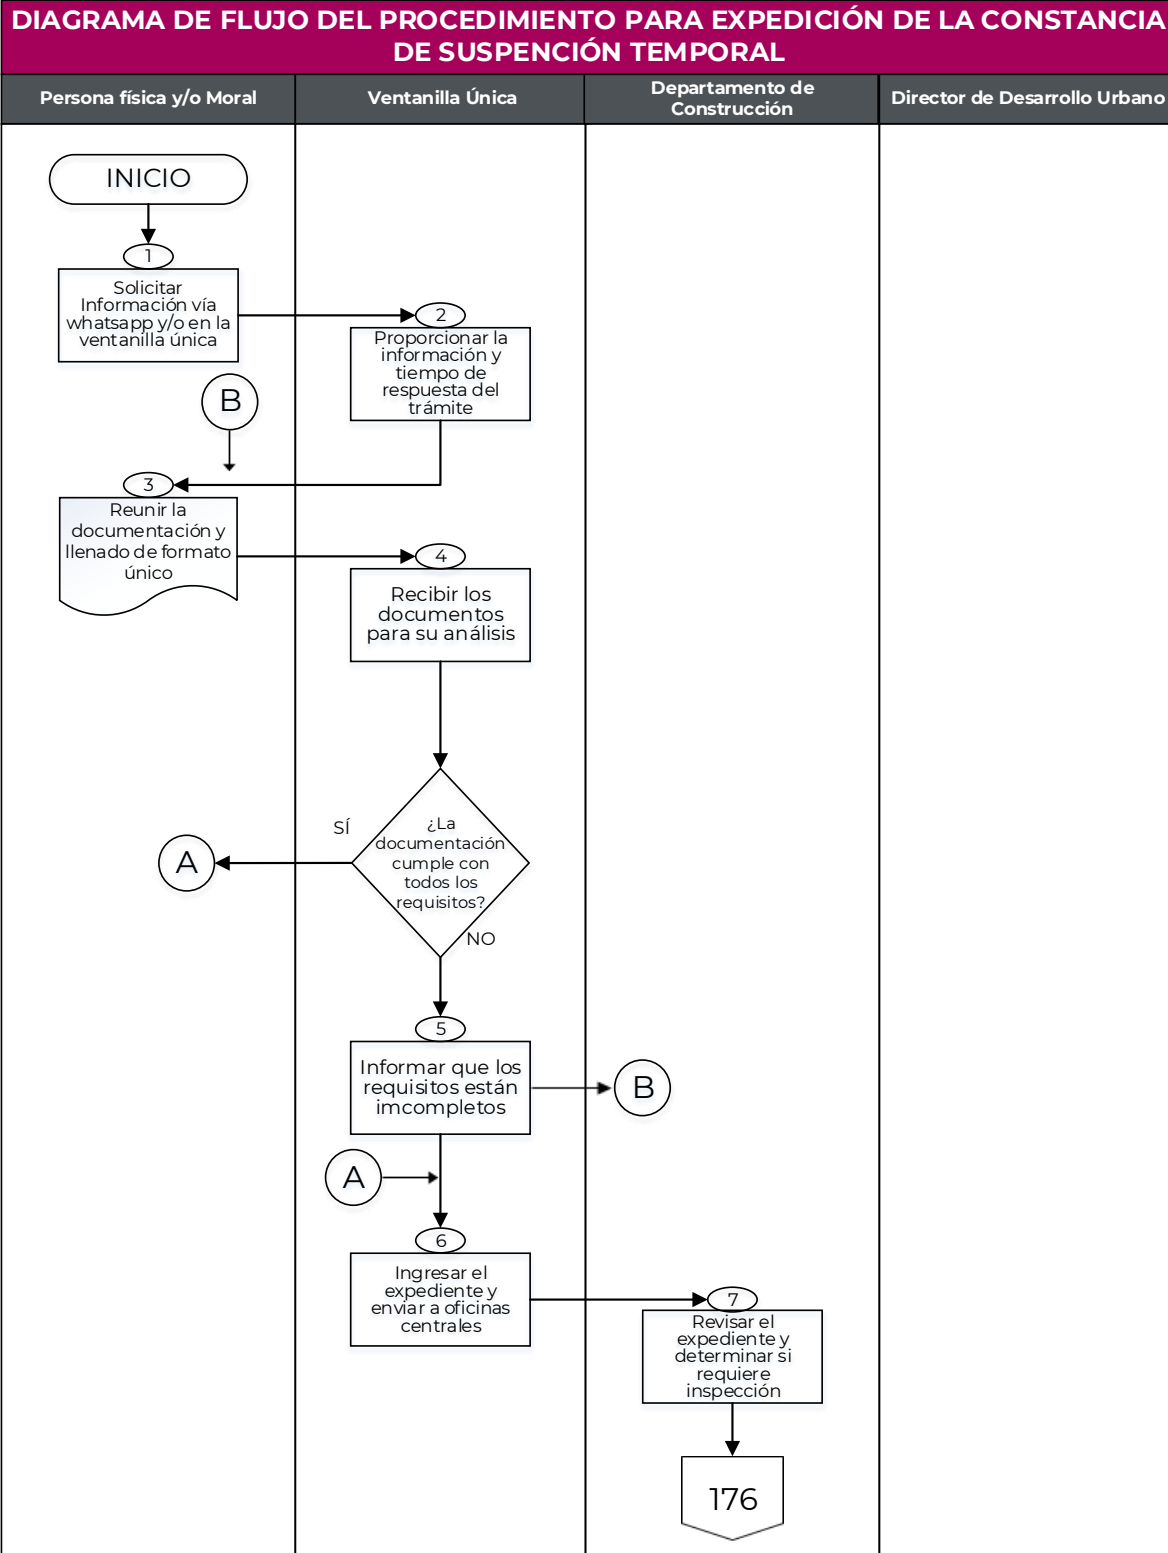 DIAGRAMA DE FLUJO DEL PROCEDIMIENTO PARA EXPEDICIÓN DE LA CONSTANCIA
DE SUSPENCIÓN TEMPORAL
Persona física y/o Moral
Ventanilla Única
Departamento de
Construcción
Director de Desarrollo Urbano
INICIO
1
Solicitar
Información vía
whatsapp y/o en la
ventanilla única
2
Proporcionar la
información y
tiempo de
respuesta del
trámite
B
3
Reunir la
documentación y
llenado de formato
único
4
Recibir los
documentos
para su análisis
¿La
documentación
cumple con
todos los
requisitos?
SÍ
A
NO
5
Informar que los
requisitos están
imcompletos
B
A
6
Ingresar el
expediente y
enviar a oficinas
centrales
7
Revisar el
expediente y
determinar si
requiere
inspección
176